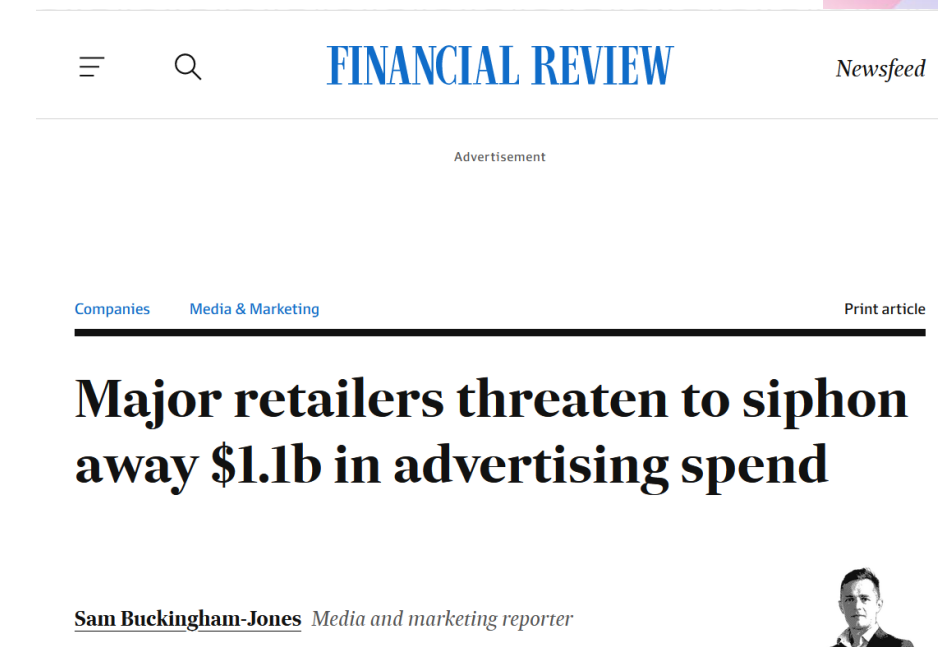 FINANCIAL REVIEW
Newsfeed
Advertisement
Companies Media & Marketing Print article
Major retailers threaten to siphon
away $1.1b in advertising spend
Sam Buckingham-Jones Media and marketing reporter